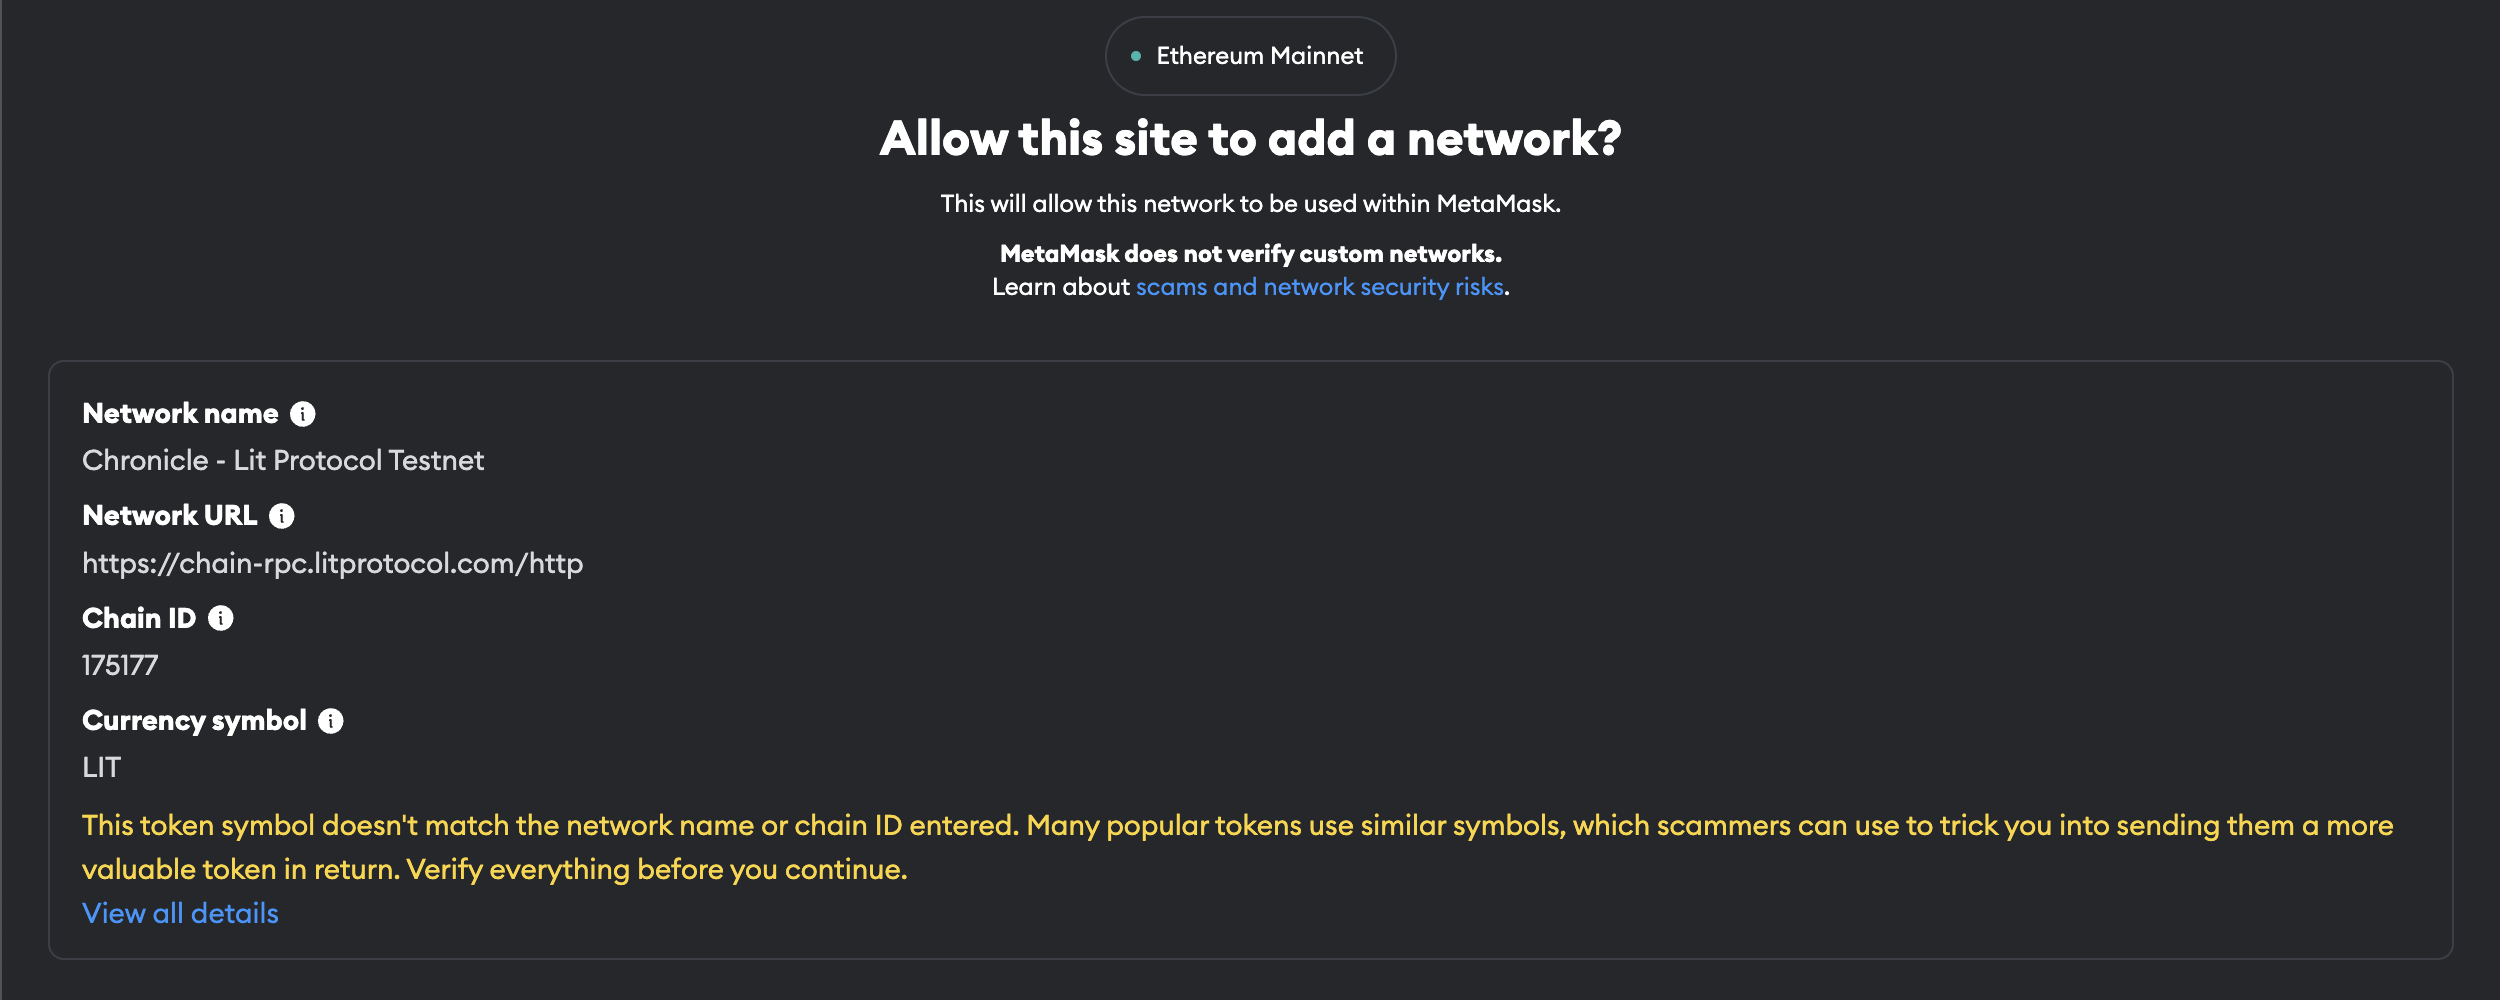 Ethereum Mainnet
Allow this site to add a network?
This will allow this network to be used within MetaMask.
MetaMask does not verify custom networks.
Learn about scams and network security risks.
Network name
Chronicle - Lit Protocol Testnet
Network URL
https://chain-rpc.litprotocol.com/http
Chain ID
175177
Currency symbol
LIT
This token symbol doesn't match the network name or chain ID entered. Many popular tokens use similar symbols, which scammers can use to trick you into sending them a more
valuable token in return. Verify everything before you continue.
View all details